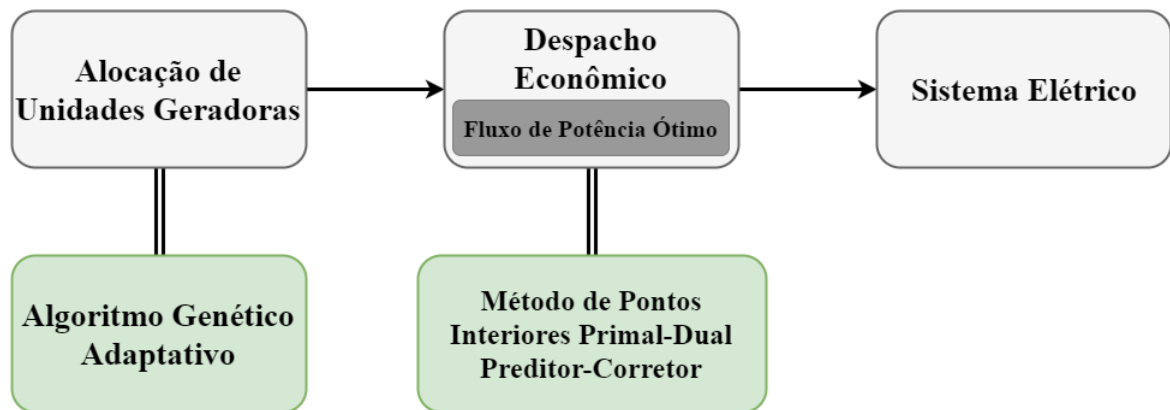 Alocação de
Unidades Geradoras
Despacho
Econômico
Fluxo de Potência Ótimo
Sistema Elétrico
Algoritmo Genético
Adaptativo
Método de Pontos
Interiores Primal-Dual
Preditor-Corretor